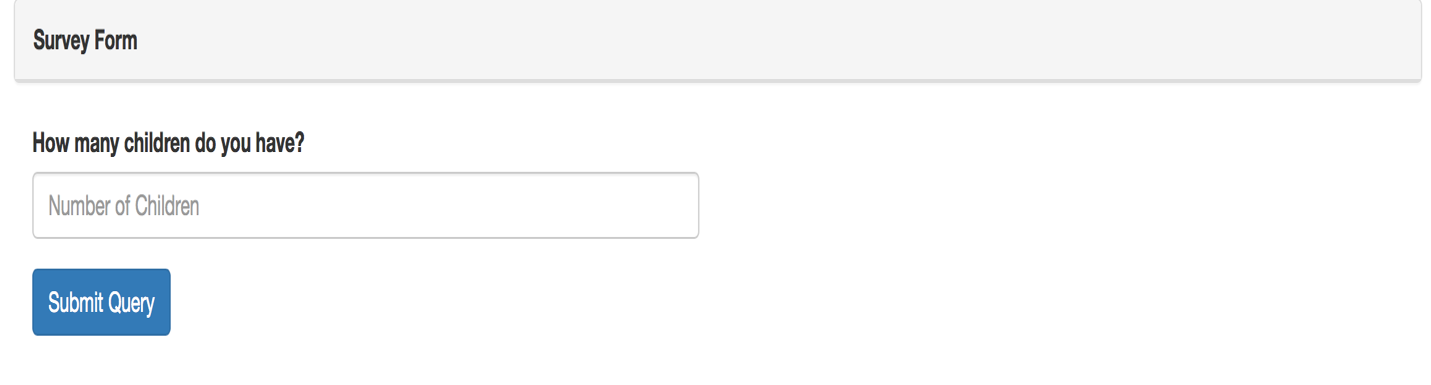 Survey Form
How many children do you have?
Number of Children
Submit Query